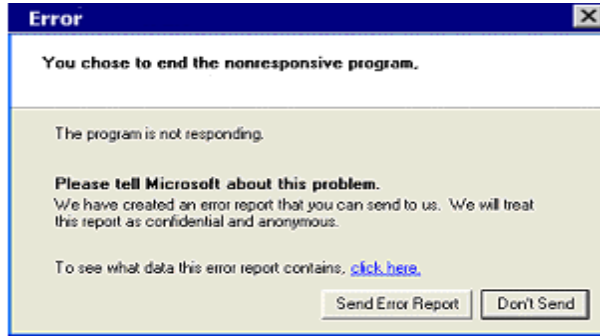 Error
You chose to end the nonresponsive program.
The program is not responding.
Please tell Microsoft about this problem.
We have created an error report that you can send to us. We will treat
this report as confidential and anonymous.
To see what data this error report contains, click here.
Send Error Report Don't Send